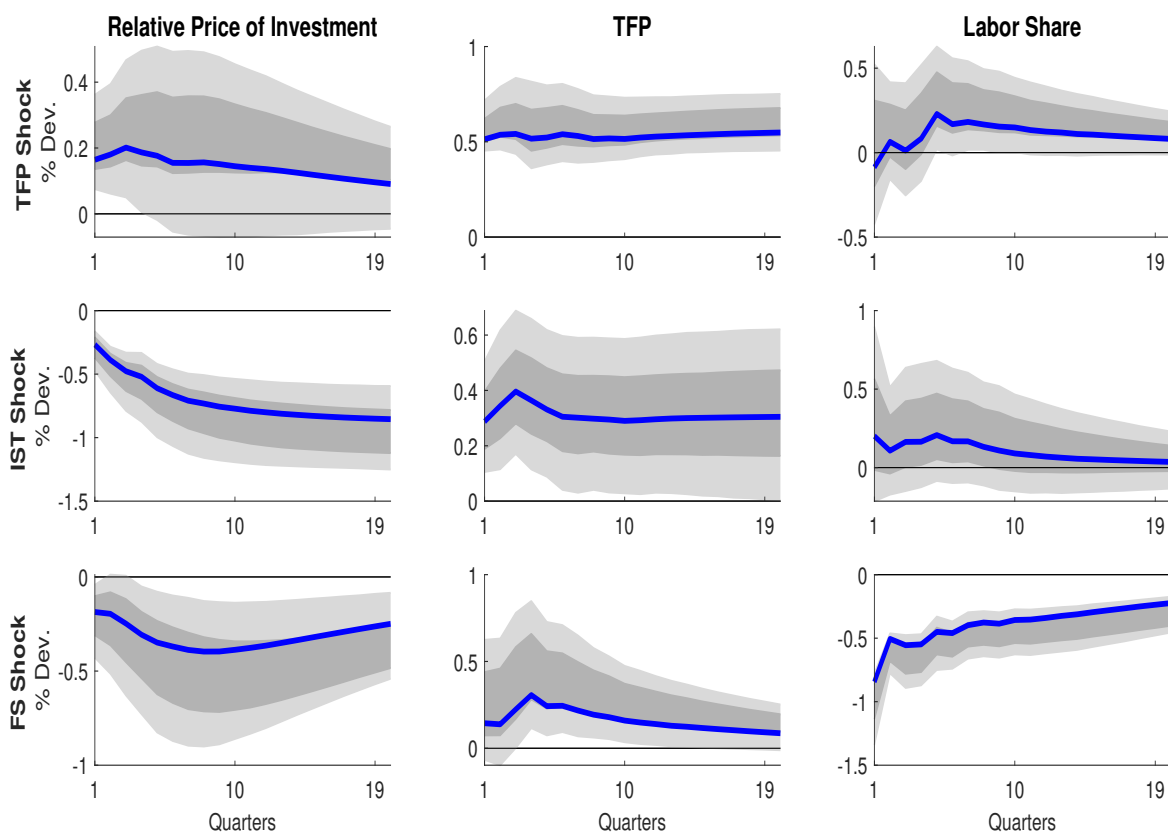 Relative Price of Investment
TFP
Labor Share
TFP Shock
% Dev.
0.4
0.2
0
1 10 19
1
0.5
0
1 10 19
0.5
0
-0.5
1 10 19
IST Shock
% Dev.
0
-0.5
-1
-1.5
1 10 19
0.6
0.4
0.2
0
1 10 19
1
0.5
0
1 10 19
FS Shock
% Dev.
0
-0.5
-1
1 10 19
Quarters
1
0.5
0
1 10 19
Quarters
0
-0.5
-1
-1.5
1 10 19
Quarters